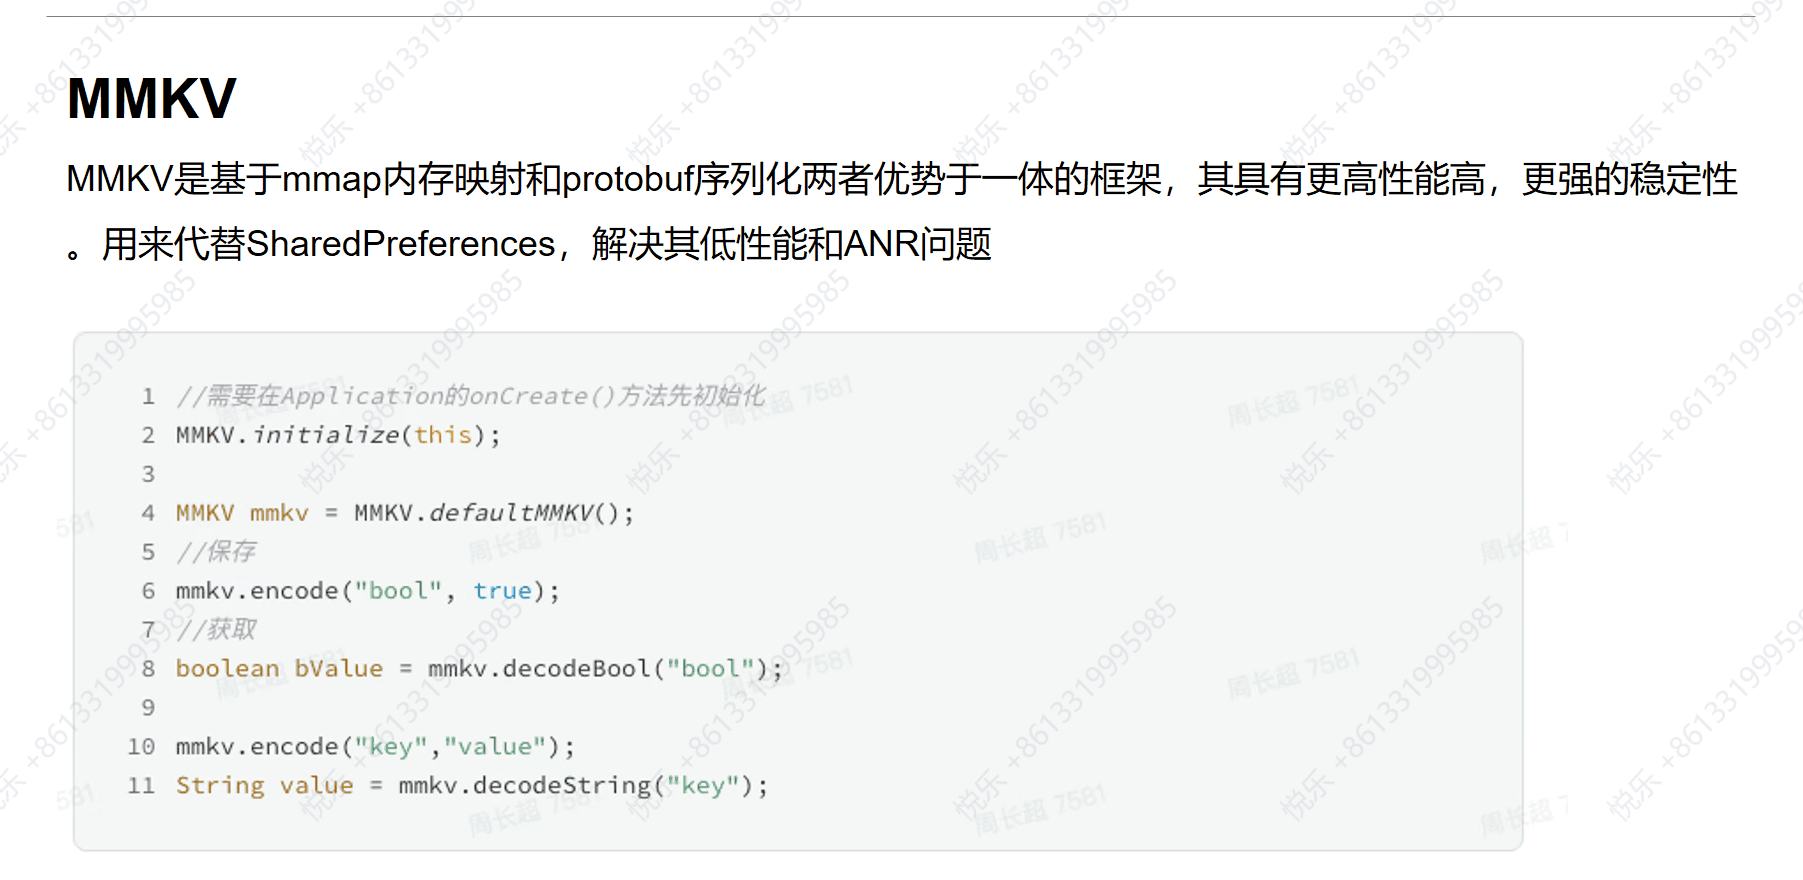 MMKV
MMKV是基于mmap内存映射和protobuf序列化两者优势于一体的框架，其具有更高性能高，更强的稳定性
。用来代替SharedPreferences，解决其低性能和ANR问题
1 //需要在Application的onCreate()方法先初始化
2 MMKV.initialize(this);
3
4 MMKV mmkv = MMKV.defaultMMKV();
5 //保存
6 mmkv.encode("bool", true);
7 //获取
8 boolean bValue = mmkv.decodeBool("bool");
9
10 mmkv.encode("key","value");
11 String value = mmkv.decodeString("key");
悦乐 +8613319995985
周长超 7581